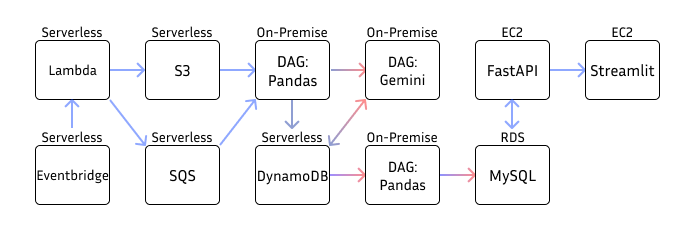 Serverless
Serverless
On-Premise
On-Premise
EC2
EC2
Lambda
S3
DAG:
Pandas
DAG:
Gemini
FastAPI
Streamlit
Serverless
Serverless
Serverless
On-Premise
RDS
Eventbridge
SQS
DynamoDB
DAG:
Pandas
MySQL